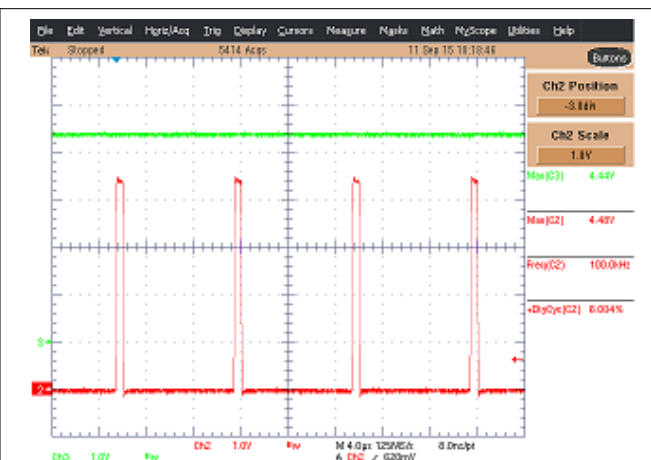 File Edit Vertical Horiz/Acq Trig Display Cursors Measure Masks Math MyScope Utilities Help
Tek Stopped 5414 Acqs 11 Sep 15 10:18:46
Buttons
Ch2 Position
Ch2 Scale
1.0V
Max(C3) 4.44V
Max(C2) 4.48V
Freq(C2) 100.0kHz
+DtyCyc(C2) 6.004%
3
2
Ch2 1.0V Bw M 4.0µs 125MS/s 8.0ns/pt
Ch3 1.0V Bw A Ch2 620mV